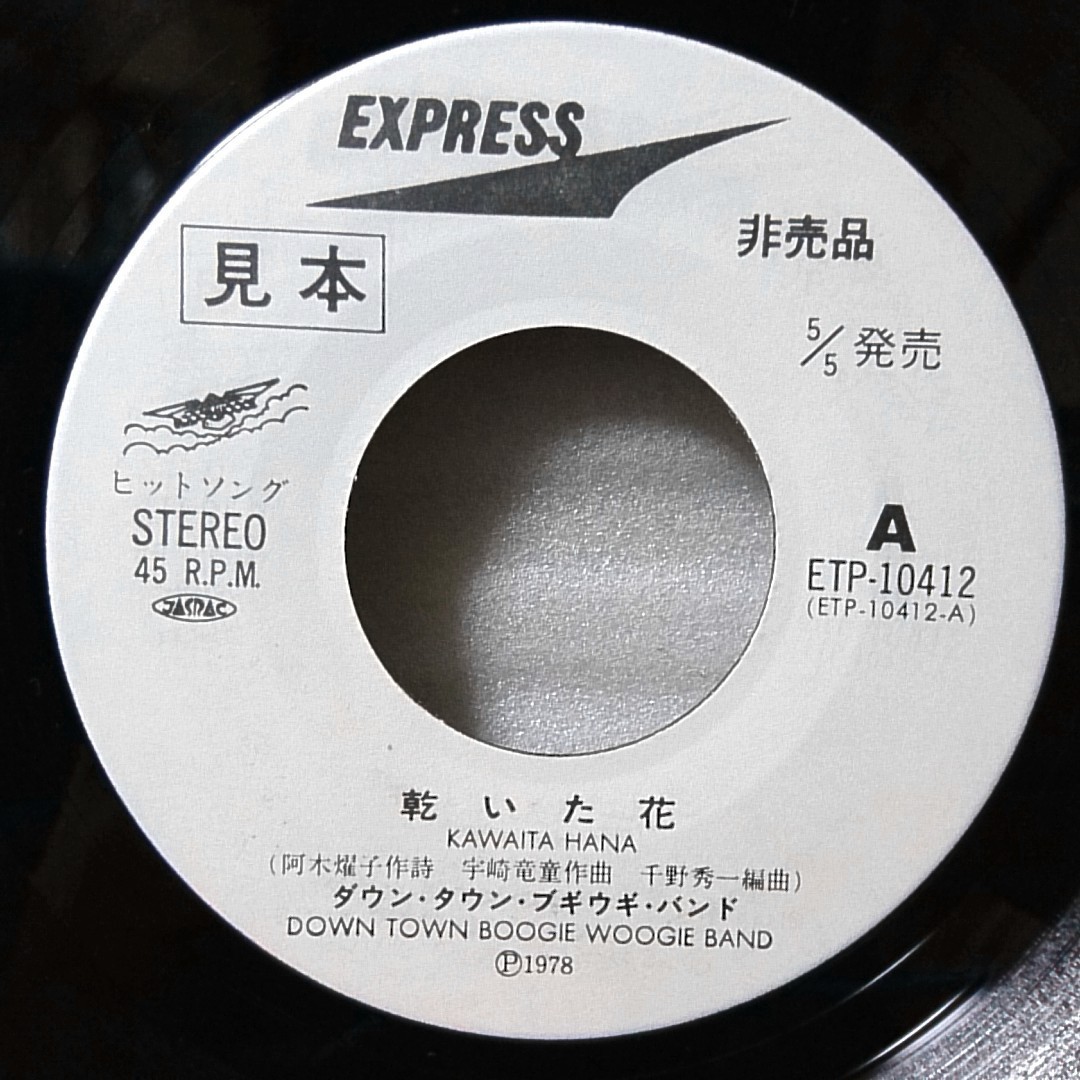 EXPRESS
非売品
見本
5/5 発売
ヒットソング
STEREO
45 R.P.M.
JASRAC
A
ETP-10412
(ETP-10412-A)
乾いた花
KAWAITA HANA
(阿木燿子作詩 宇崎竜童作曲 千野秀一編曲)
ダウン・タウン・ブギウギ・バンド
DOWN TOWN BOOGIE WOOGIE BAND
Ⓟ1978